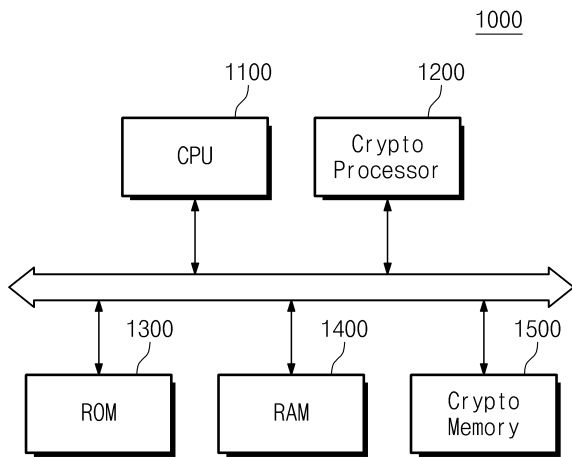 1000
1100
1200
CPU
Crypto
Processor
1300
1400
1500
ROM
RAM
Crypto
Memory